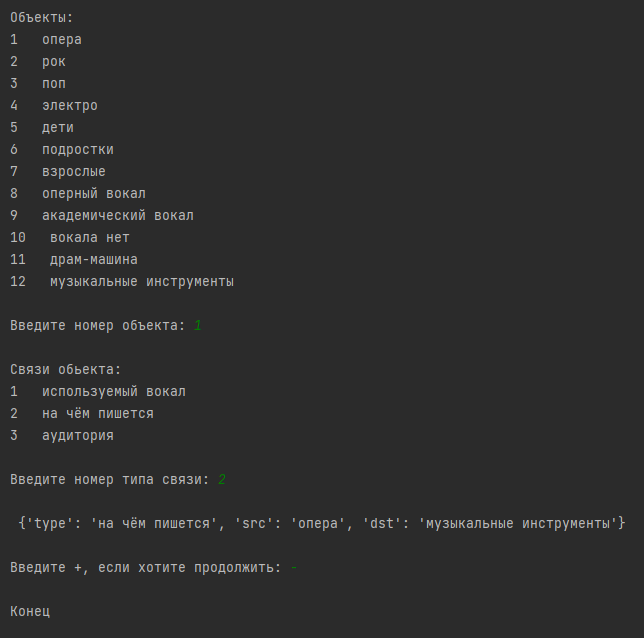 Объекты:
1   опера
2   рок
3   поп
4   электро
5   дети
6   подростки
7   взрослые
8   оперный вокал
9   академический вокал
10   вокала нет
11   драм-машина
12   музыкальные инструменты
Введите номер объекта: 1
Связи обьекта:
1   используемый вокал
2   на чём пишется
3   аудитория
Введите номер типа связи: 2
{'type': 'на чём пишется', 'src': 'опера', 'dst': 'музыкальные инструменты'}
Введите +, если хотите продолжить: -
Конец